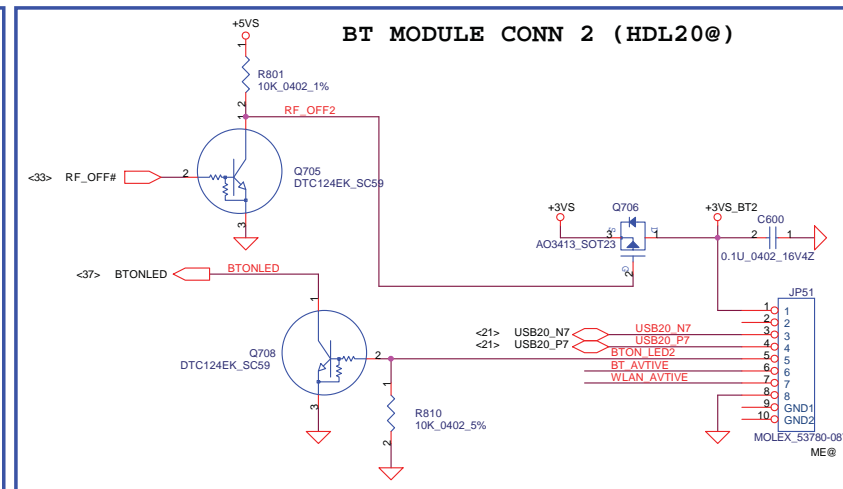 BT MODULE CONN 2 (HDL20@)
+5VS
1
R801
10K_0402_1%
2
RF_OFF2
1
<33> RF_OFF#
2
Q705
DTC124EK_SC59
3
+3VS
Q706
+3VS_BT2
C600
3
S
D
1
2
1
AO3413_SOT23
G
2
0.1U_0402_16V4Z
<37> BTONLED
BTONLED
1
Q708
DTC124EK_SC59
2
3
1
R810
10K_0402_5%
2
JP51
1 1
2 2
<21> USB20_N7 USB20_N7 3 3
<21> USB20_P7 USB20_P7 4 4
BTON_LED2 5 5
BT_AVTIVE 6 6
WLAN_AVTIVE 7 7
8 8
9 GND1
10 GND2
MOLEX_53780-08
ME@